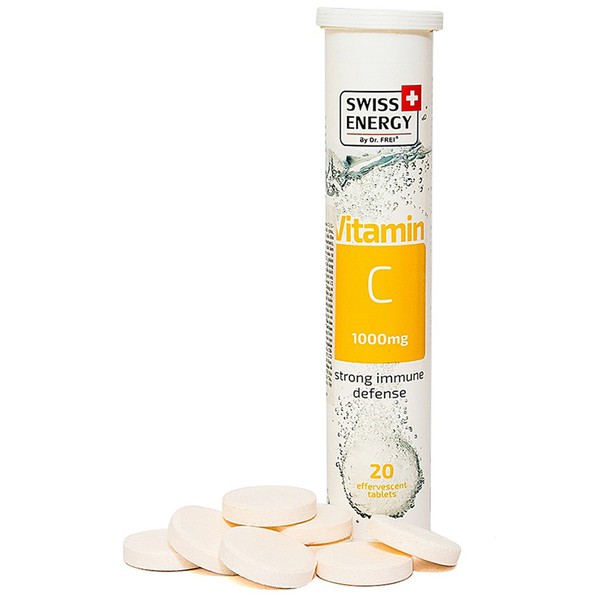 SWISS
ENERGY
By Dr. FREI®
Vitamin
C
1000mg
strong immune
defense
20
effervescent
tablets